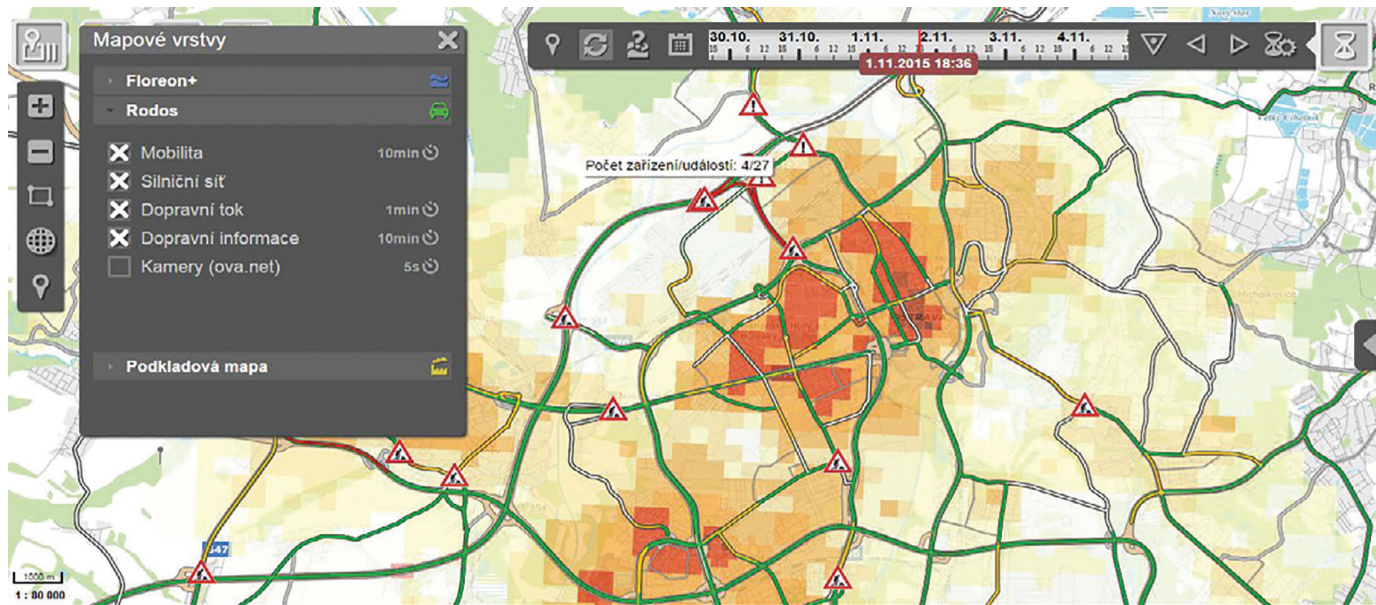 Mapové vrstvy
Floreon+
Rodos
Mobilita 10min
Silniční síť
Dopravní tok 1min
Dopravní informace 10min
Kamery (ova.net) 5s
Podkladová mapa
30.10. 31.10. 1.11. 2.11. 3.11. 4.11.
1.11.2015 18:36
Počet zařízení/událostí: 4/27
647
1000 m
1 : 80 000